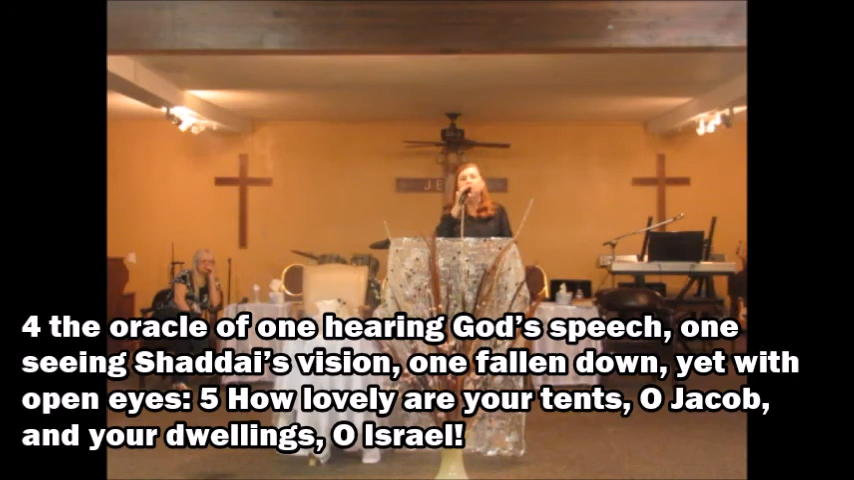 JE
4 the oracle of one hearing God's speech, one
seeing Shaddai's vision, one fallen down, yet with
open eyes: 5 How lovely are your tents, O Jacob,
and your dwellings, O Israel!